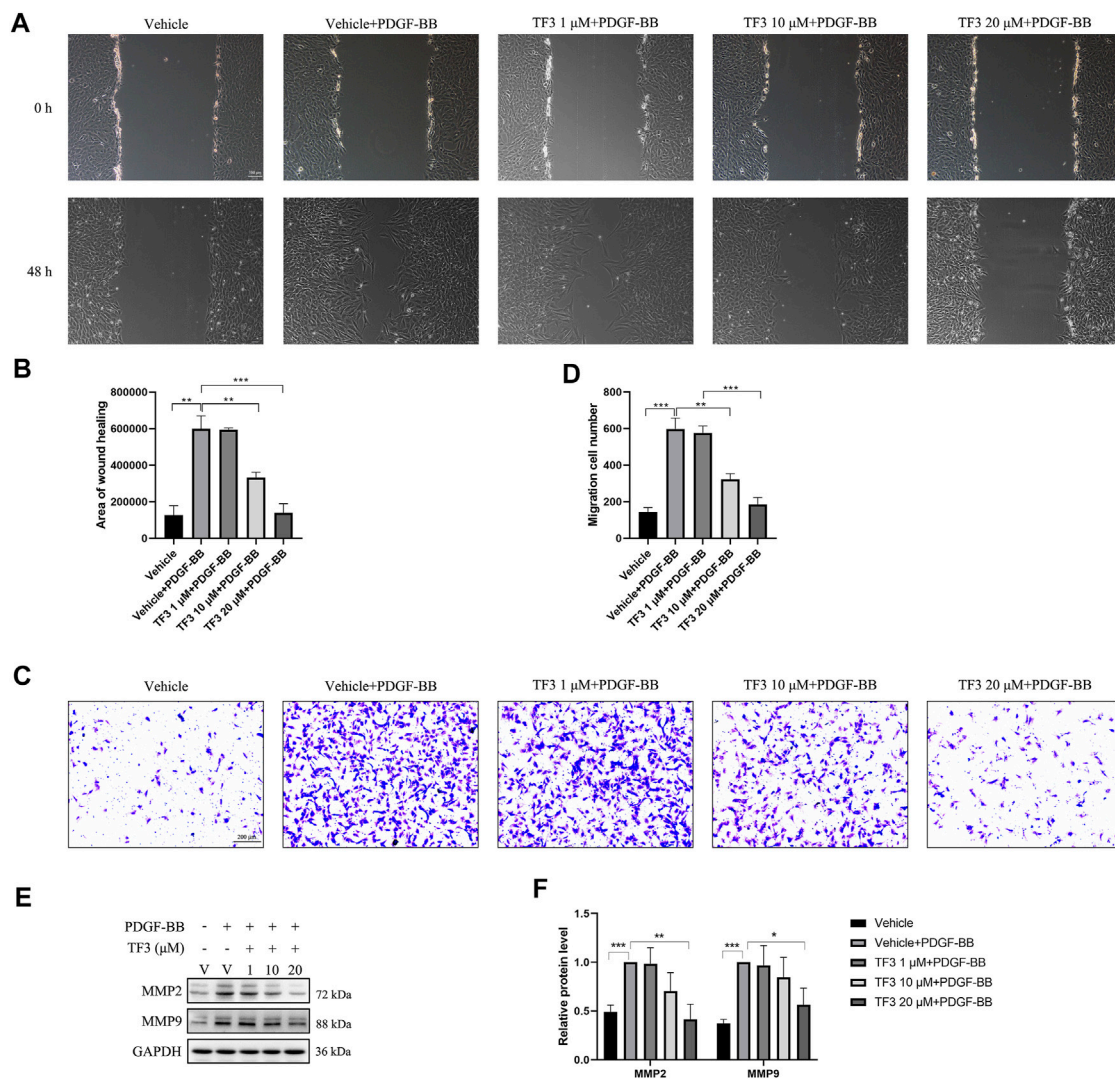 A
Vehicle Vehicle+PDGF-BB TF3 1 μM+PDGF-BB TF3 10 μM+PDGF-BB TF3 20 μM+PDGF-BB
0 h
200 μm
48 h
B
Area of wound healing
800000
600000
400000
200000
0
** ** ***
Vehicle
Vehicle+PDGF-BB
TF3 1 μM+PDGF-BB
TF3 10 μM+PDGF-BB
TF3 20 μM+PDGF-BB
D
Migration cell number
800
600
400
200
0
*** ** ***
Vehicle
Vehicle+PDGF-BB
TF3 1 μM+PDGF-BB
TF3 10 μM+PDGF-BB
TF3 20 μM+PDGF-BB
C
Vehicle Vehicle+PDGF-BB TF3 1 μM+PDGF-BB TF3 10 μM+PDGF-BB TF3 20 μM+PDGF-BB
200 μm
E
PDGF-BB - + + + +
TF3 (μM) - - + + +
V V 1 10 20
MMP2 72 kDa
MMP9 88 kDa
GAPDH 36 kDa
F
Relative protein level
1.5
1.0
0.5
0.0
*** ** *** *
MMP2 MMP9
Vehicle
Vehicle+PDGF-BB
TF3 1 μM+PDGF-BB
TF3 10 μM+PDGF-BB
TF3 20 μM+PDGF-BB